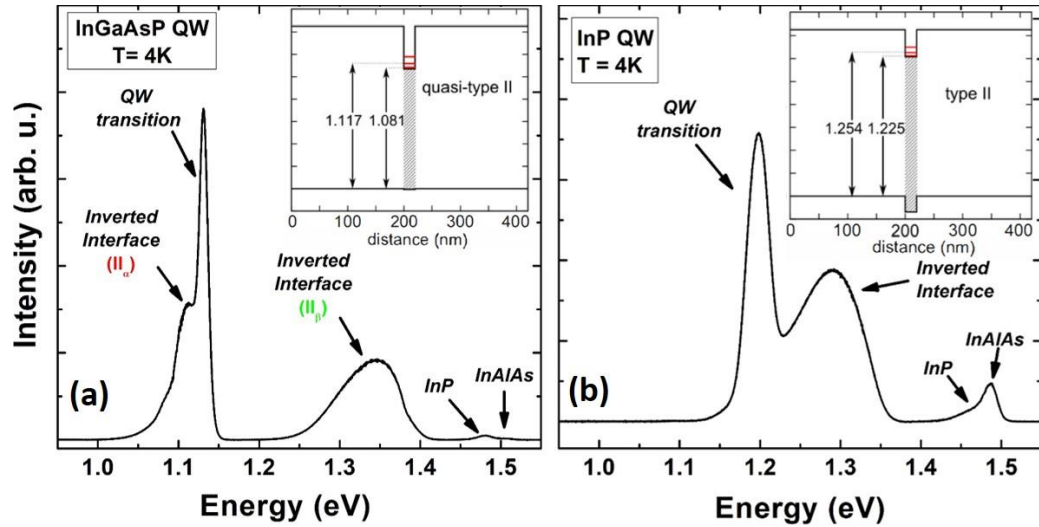 InGaAsP QW
T= 4K
QW
transition
Inverted
Interface
(IIα)
Inverted
Interface
(IIβ)
InP
InAlAs
quasi-type II
1.117
1.081
0 100 200 300 400
distance (nm)
(a)
Intensity (arb. u.)
1.0 1.1 1.2 1.3 1.4 1.5
Energy (eV)
InP QW
T = 4K
QW
transition
type II
1.254
1.225
0 100 200 300 400
distance (nm)
Inverted
Interface
InAlAs
InP
(b)
1.0 1.1 1.2 1.3 1.4 1.5
Energy (eV)